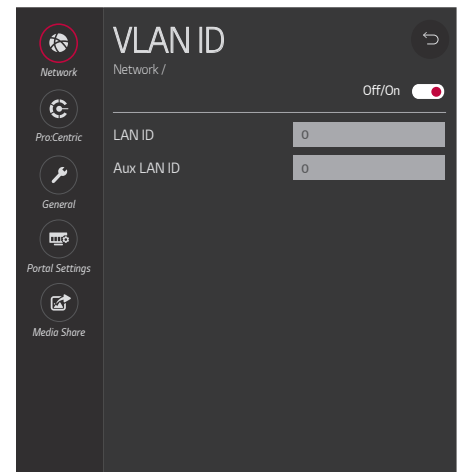 VLAN ID
Network /
Off/On
LAN ID 0
Aux LAN ID 0
Network
Pro:Centric
General
Portal Settings
Media Share